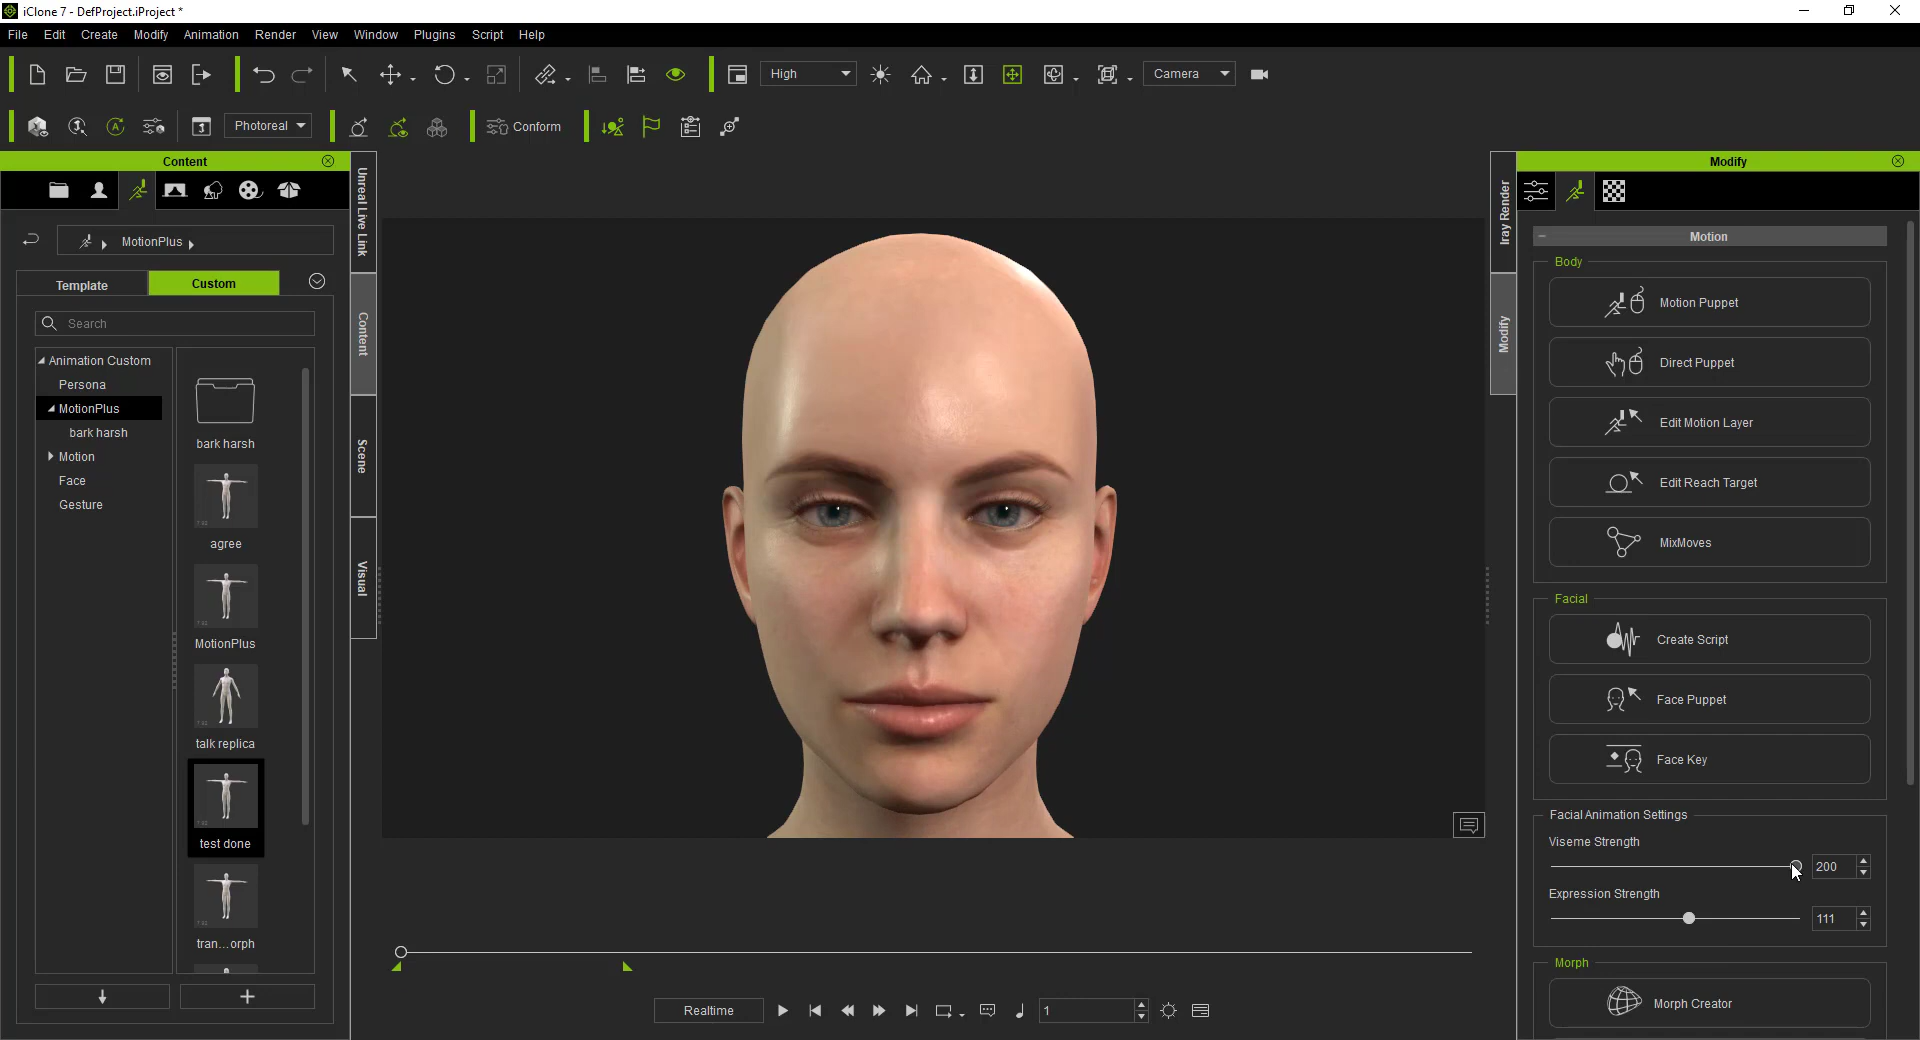 iClone 7 - DefProject.iProject *
File Edit Create Modify Animation Render View Window Plugins Script Help
High Camera
Photoreal Conform
Content
MotionPlus
Template Custom
Search
Animation Custom
Persona
MotionPlus
bark harsh
Motion
Face
Gesture
bark harsh
agree
MotionPlus
talk replica
test done
tran...orph
Unreal Live Link
Content
Scene
Visual
Realtime 1
Iray Render
Modify
Modify
Motion
Body
Motion Puppet
Direct Puppet
Edit Motion Layer
Edit Reach Target
MixMoves
Facial
Create Script
Face Puppet
Face Key
Facial Animation Settings
Viseme Strength
200
Expression Strength
111
Morph
Morph Creator